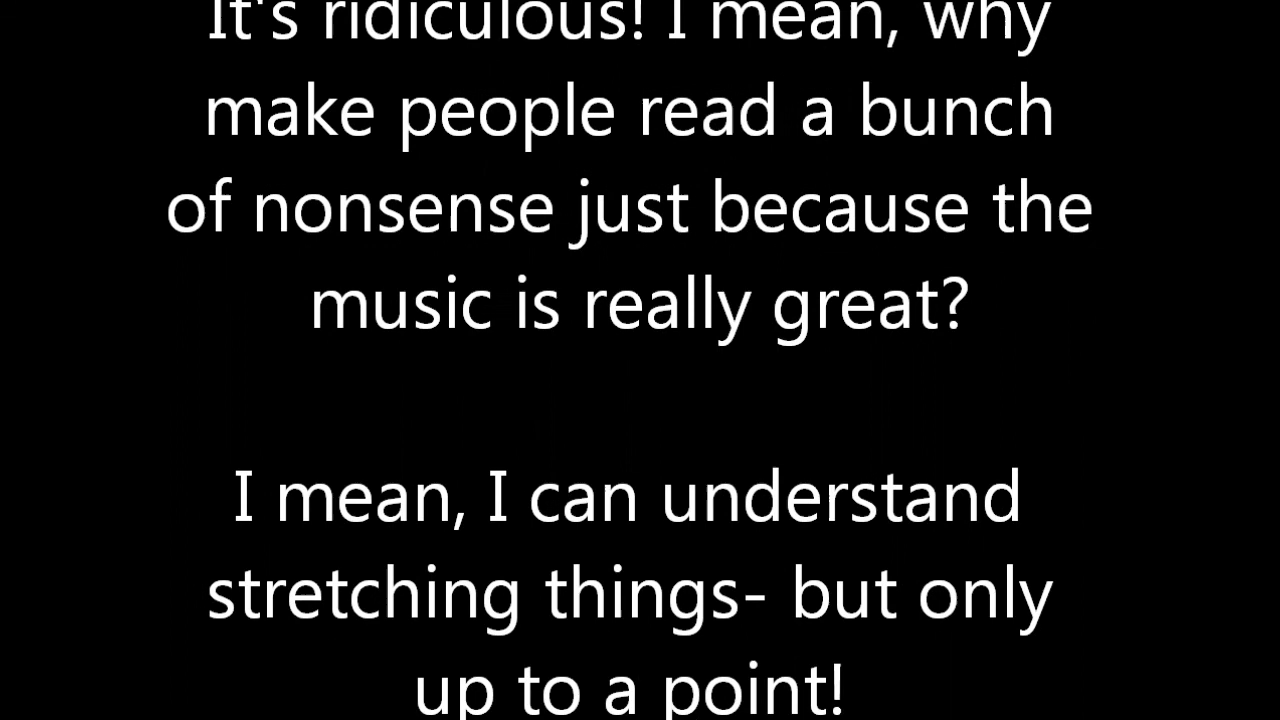 It's ridiculous! I mean, why
make people read a bunch
of nonsense just because the
music is really great?
I mean, I can understand
stretching things- but only
up to a point!